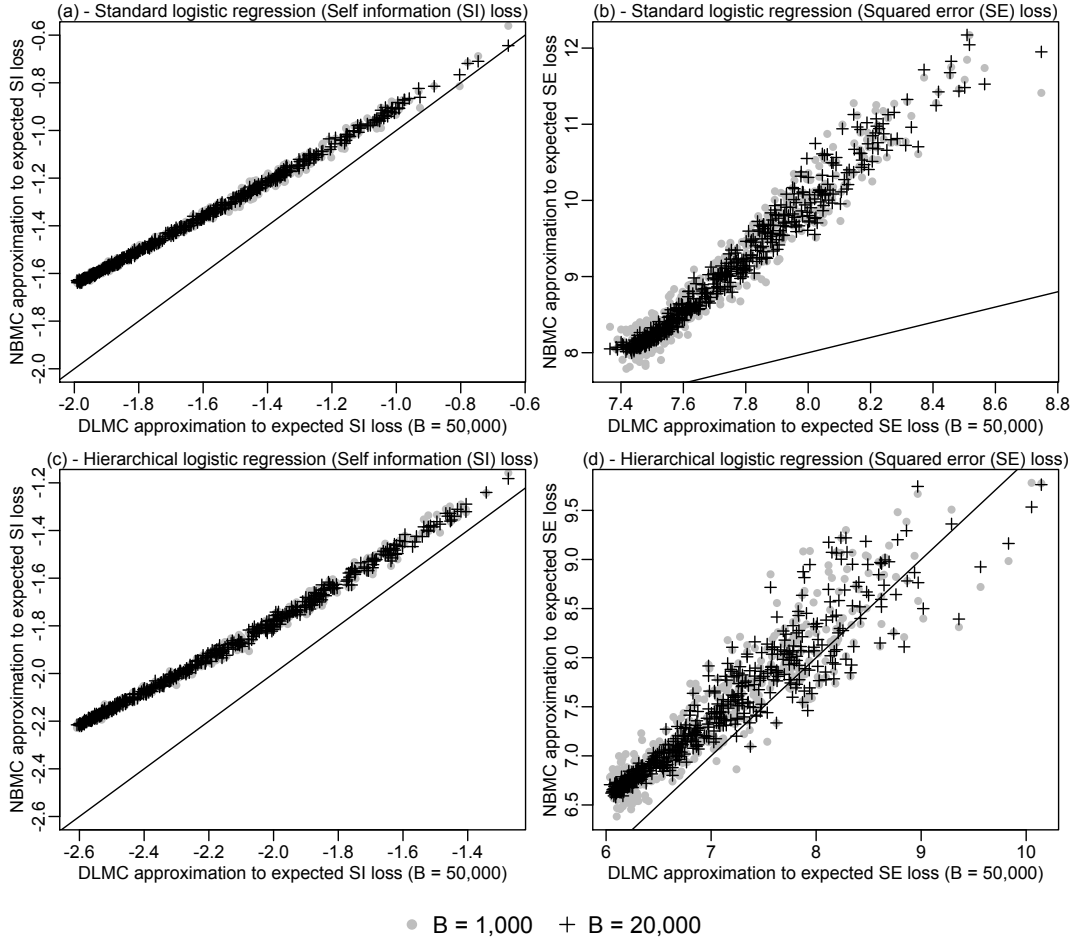 (a) - Standard logistic regression (Self information (SI) loss)
NBMC approximation to expected SI loss
-0.6
-0.8
-1.0
-1.2
-1.4
-1.6
-1.8
-2.0
-2.0 -1.8 -1.6 -1.4 -1.2 -1.0 -0.8 -0.6
DLMC approximation to expected SI loss (B = 50,000)
(b) - Standard logistic regression (Squared error (SE) loss)
NBMC approximation to expected SE loss
12
11
10
9
8
7.4 7.6 7.8 8.0 8.2 8.4 8.6 8.8
DLMC approximation to expected SE loss (B = 50,000)
(c) - Hierarchical logistic regression (Self information (SI) loss)
NBMC approximation to expected SI loss
-1.2
-1.4
-1.6
-1.8
-2.0
-2.2
-2.4
-2.6
-2.6 -2.4 -2.2 -2.0 -1.8 -1.6 -1.4
DLMC approximation to expected SI loss (B = 50,000)
(d) - Hierarchical logistic regression (Squared error (SE) loss)
NBMC approximation to expected SE loss
9.5
9.0
8.5
8.0
7.5
7.0
6.5
6 7 8 9 10
DLMC approximation to expected SE loss (B = 50,000)
B = 1,000 + B = 20,000